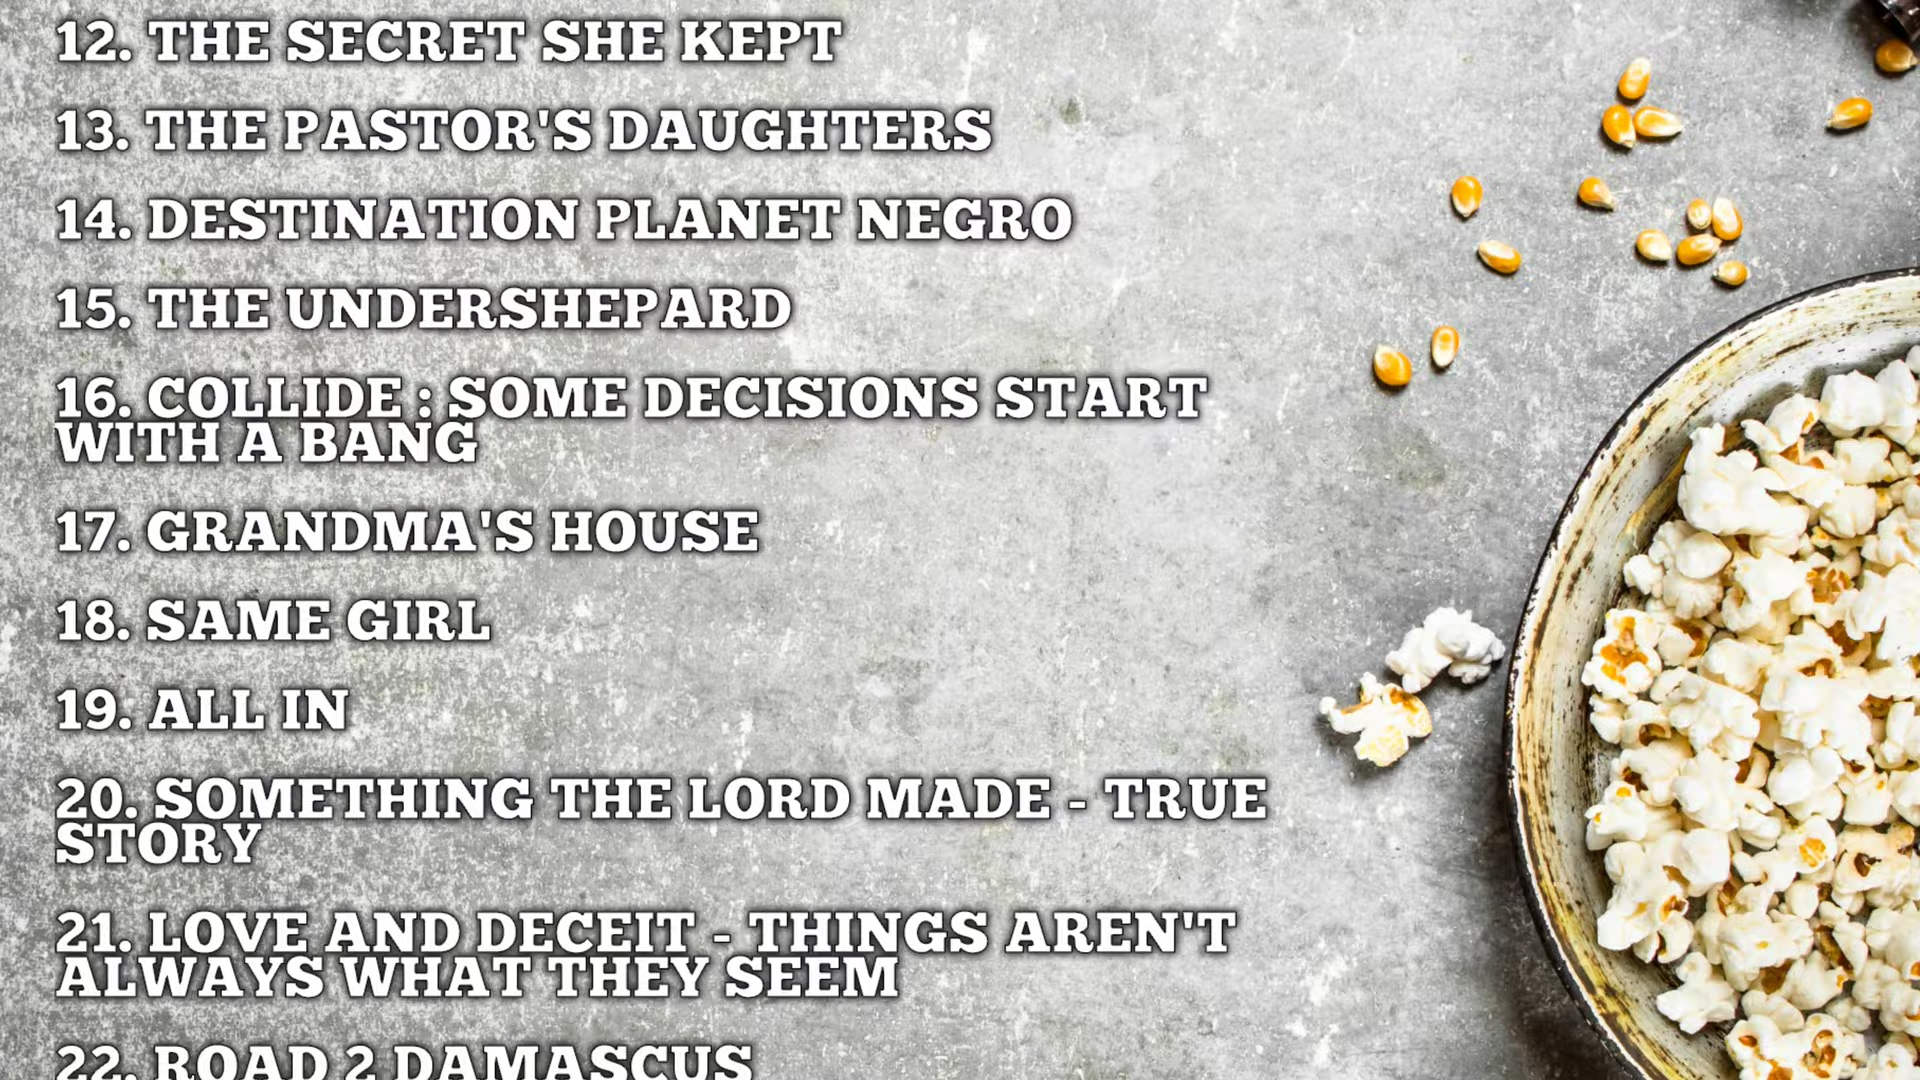 12. THE SECRET SHE KEPT
13. THE PASTOR'S DAUGHTERS
14. DESTINATION PLANET NEGRO
15. THE UNDERSHEPARD
16. COLLIDE : SOME DECISIONS START
WITH A BANG
17. GRANDMA'S HOUSE
18. SAME GIRL
19. ALL IN
20. SOMETHING THE LORD MADE - TRUE
STORY
21. LOVE AND DECEIT - THINGS AREN'T
ALWAYS WHAT THEY SEEM
22. ROAD 2 DAMASCUS